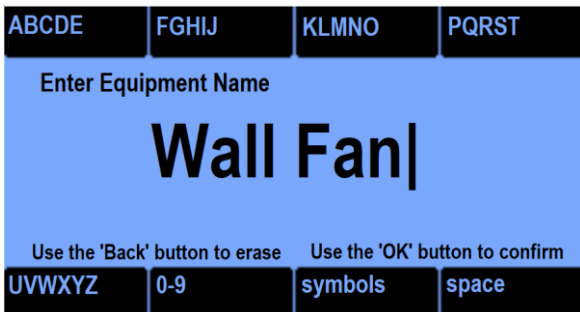 ABCDE FGHIJ KLMNO PQRST
Enter Equipment Name
Wall Fan|
Use the 'Back' button to erase Use the 'OK' button to confirm
UVWXYZ 0-9 symbols space